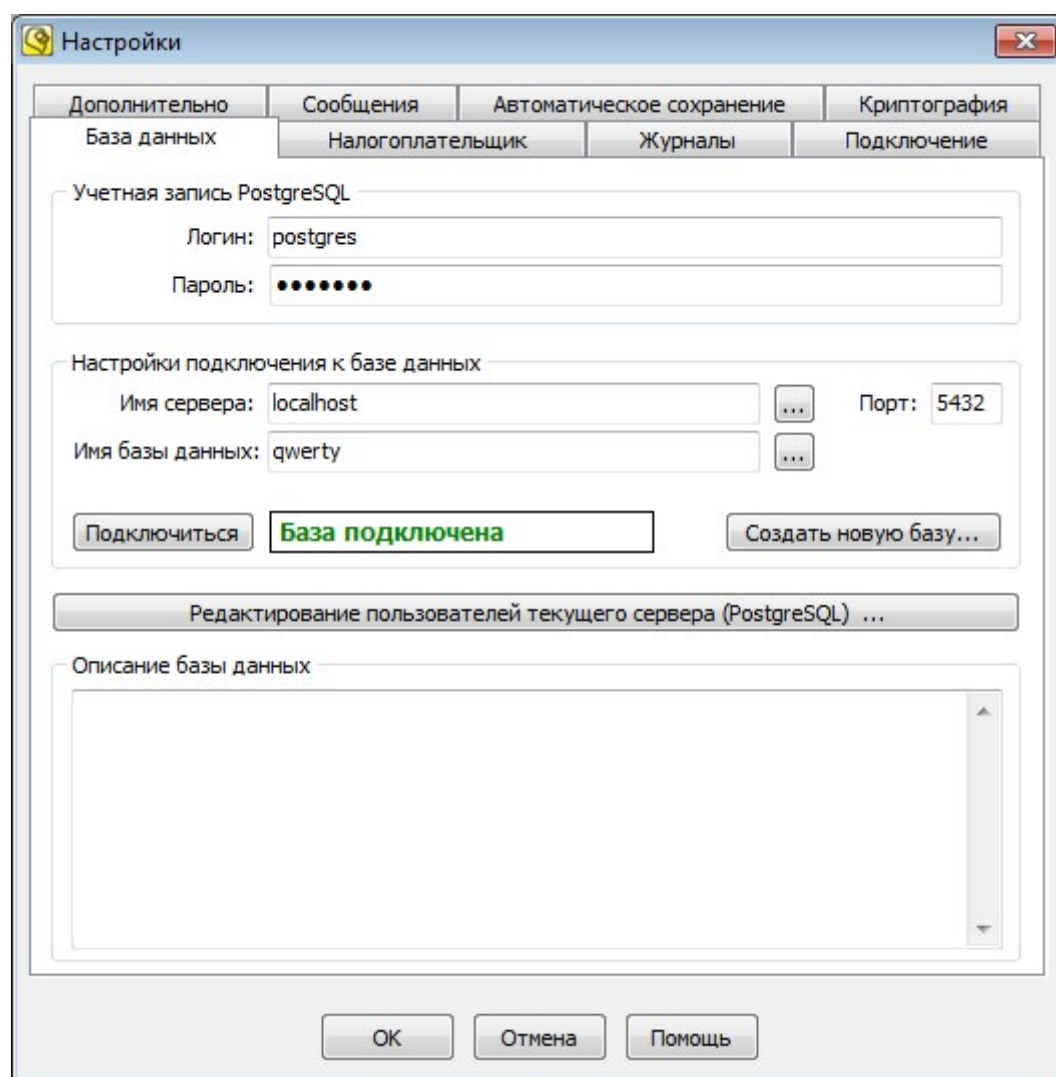 Настройки
Дополнительно Сообщения Автоматическое сохранение Криптография
База данных Налогоплательщик Журналы Подключение
Учетная запись PostgreSQL
Логин: postgres
Пароль: •••••••
Настройки подключения к базе данных
Имя сервера: localhost ... Порт: 5432
Имя базы данных: qwerty ...
Подключиться База подключена Создать новую базу...
Редактирование пользователей текущего сервера (PostgreSQL) ...
Описание базы данных
OK Отмена Помощь